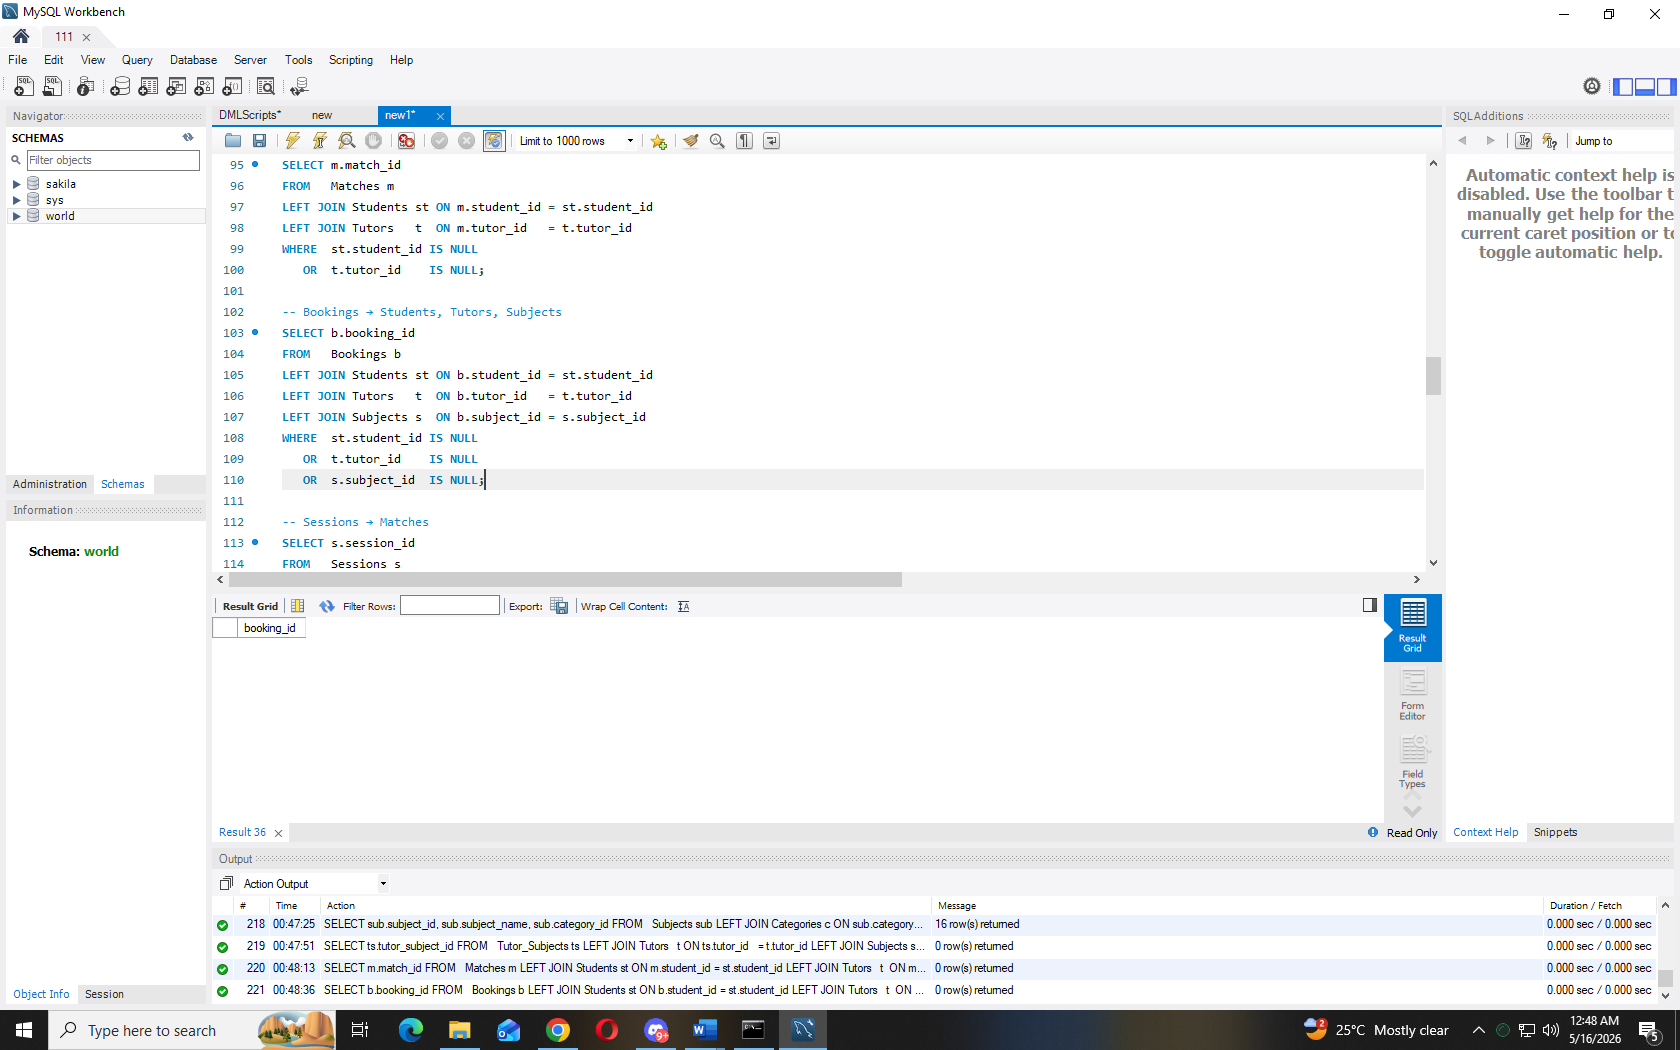 MySQL Workbench
111
File Edit View Query Database Server Tools Scripting Help
Navigator
SCHEMAS
Filter objects
sakila
sys
world
Administration Schemas
Information
Schema: world
Object Info Session
DMLScripts* new new1*
Limit to 1000 rows
95 SELECT m.match_id
96 FROM Matches m
97 LEFT JOIN Students st ON m.student_id = st.student_id
98 LEFT JOIN Tutors t ON m.tutor_id = t.tutor_id
99 WHERE st.student_id IS NULL
100 OR t.tutor_id IS NULL;
101
102 -- Bookings → Students, Tutors, Subjects
103 SELECT b.booking_id
104 FROM Bookings b
105 LEFT JOIN Students st ON b.student_id = st.student_id
106 LEFT JOIN Tutors t ON b.tutor_id = t.tutor_id
107 LEFT JOIN Subjects s ON b.subject_id = s.subject_id
108 WHERE st.student_id IS NULL
109 OR t.tutor_id IS NULL
110 OR s.subject_id IS NULL;
111
112 -- Sessions → Matches
113 SELECT s.session_id
114 FROM Sessions s
Result Grid Filter Rows: Export: Wrap Cell Content:
booking_id
Result Grid
Form Editor
Field Types
Result 36
Read Only
SQLAdditions
Jump to
Automatic context help is
disabled. Use the toolbar t
manually get help for the
current caret position or to
toggle automatic help.
Context Help Snippets
Output
Action Output
# Time Action Message Duration / Fetch
218 00:47:25 SELECT sub.subject_id, sub.subject_name, sub.category_id FROM Subjects sub LEFT JOIN Categories c ON sub.category... 16 row(s) returned 0.000 sec / 0.000 sec
219 00:47:51 SELECT ts.tutor_subject_id FROM Tutor_Subjects ts LEFT JOIN Tutors t ON ts.tutor_id = t.tutor_id LEFT JOIN Subjects s... 0 row(s) returned 0.000 sec / 0.000 sec
220 00:48:13 SELECT m.match_id FROM Matches m LEFT JOIN Students st ON m.student_id = st.student_id LEFT JOIN Tutors t ON m... 0 row(s) returned 0.000 sec / 0.000 sec
221 00:48:36 SELECT b.booking_id FROM Bookings b LEFT JOIN Students st ON b.student_id = st.student_id LEFT JOIN Tutors t ON ... 0 row(s) returned 0.000 sec / 0.000 sec
Type here to search
9+
2
25°C Mostly clear
12:48 AM
5/16/2026
5